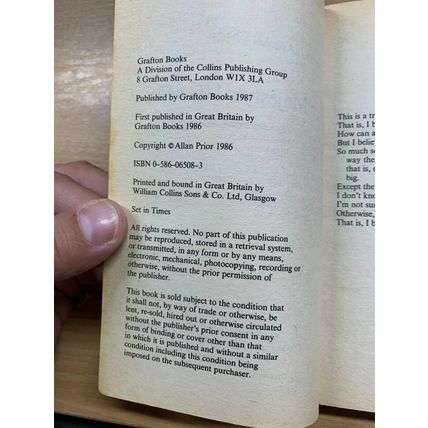 Grafton Books
A Division of the Collins Publishing Group
8 Grafton Street, London W1X 3LA
Published by Grafton Books 1987
First published in Great Britain by
Grafton Books 1986
Copyright © Allan Prior 1986
ISBN 0-586-06508-3
Printed and bound in Great Britain by
William Collins Sons & Co. Ltd, Glasgow
Set in Times
All rights reserved. No part of this publication
may be reproduced, stored in a retrieval system,
or transmitted, in any form or by any means,
electronic, mechanical, photocopying, recording or
otherwise, without the prior permission of
the publisher.
This book is sold subject to the condition that
it shall not, by way of trade or otherwise, be
lent, re-sold, hired out or otherwise circulated
without the publisher's prior consent in any
form of binding or cover other than that
in which it is published and without a similar
condition including this condition being
imposed on the subsequent purchaser.
This is a
That is, I
How can a
But I
So much
way the
that is,
big.
Except the
I don't
I'm not
Otherwise,
That is, I